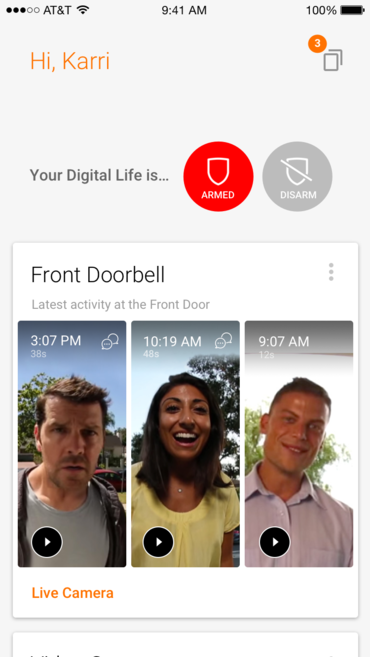 AT&T 9:41 AM 100%
3
Hi, Karri
Your Digital Life is... ARMED DISARM
Front Doorbell
Latest activity at the Front Door
3:07 PM 10:19 AM 9:07 AM
38s 48s 12s
Live Camera